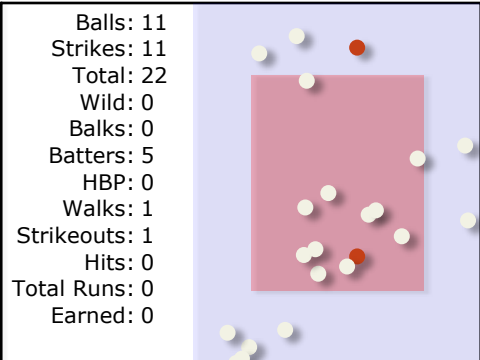 Balls: 11
Strikes: 11
Total: 22
Wild: 0
Balks: 0
Batters: 5
HBP: 0
Walks: 1
Strikeouts: 1
Hits: 0
Total Runs: 0
Earned: 0